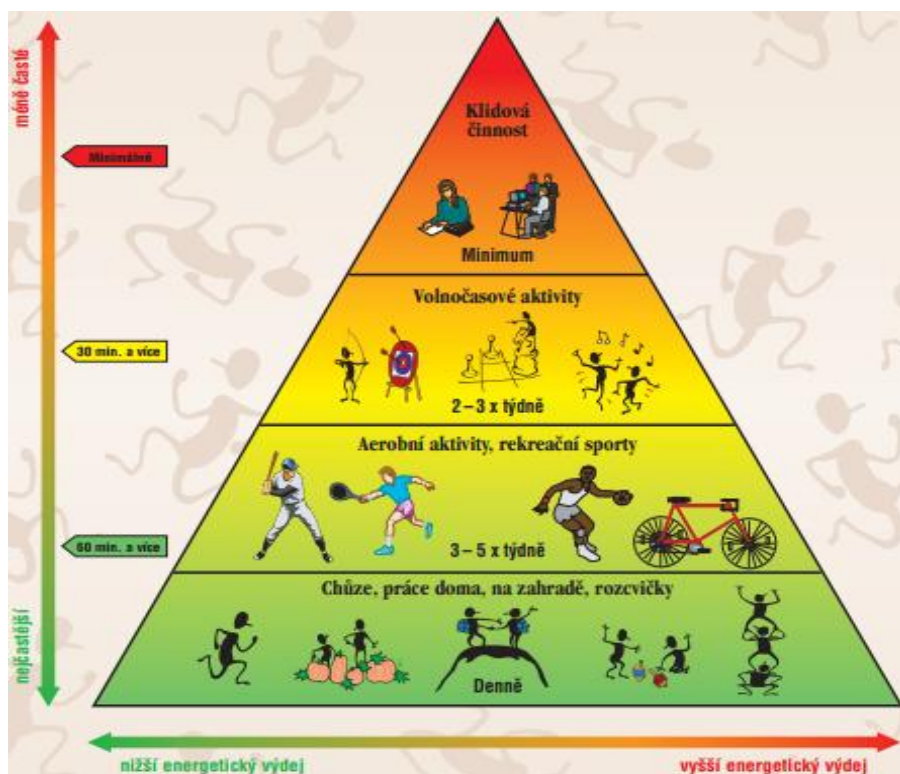 méně časté
Minimálně
30 min. a více
60 min. a více
nejčastější
Klidová
činnost
Minimum
Volnočasové aktivity
2 – 3 x týdně
Aerobní aktivity, rekreační sporty
3 – 5 x týdně
Chůze, práce doma, na zahradě, rozcvičky
Denně
nižší energetický výdej
vyšší energetický výdej